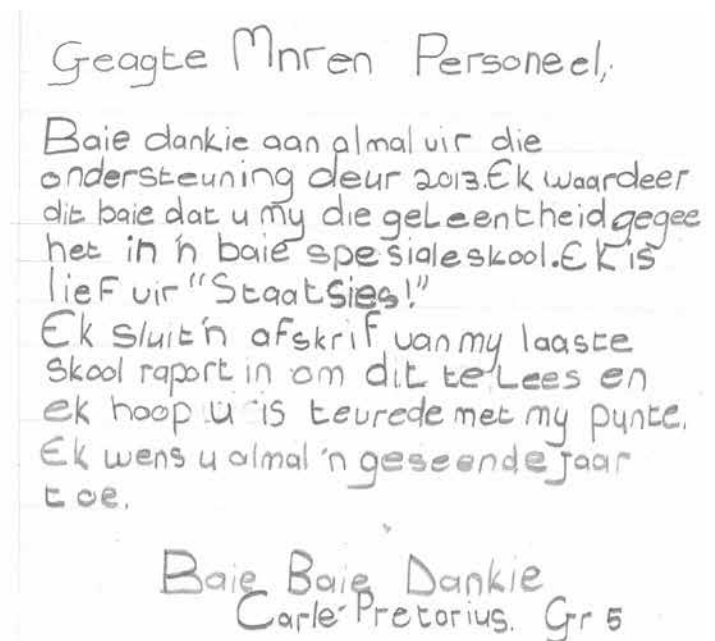 Geagte Mnr en Personeel,
Baie dankie aan almal vir die
ondersteuning deur 2013. Ek waardeer
dit baie dat u my die geleentheid gegee
het in 'n baie spesiale skool. Ek is
lief vir "Staatsies!"
Ek sluit 'n afskrif van my laaste
skool raport in om dit te lees en
ek hoop u is tevrede met my punte.
Ek wens u almal 'n geseende jaar
toe.
Baie Baie Dankie
Carle Pretorius. Gr 5